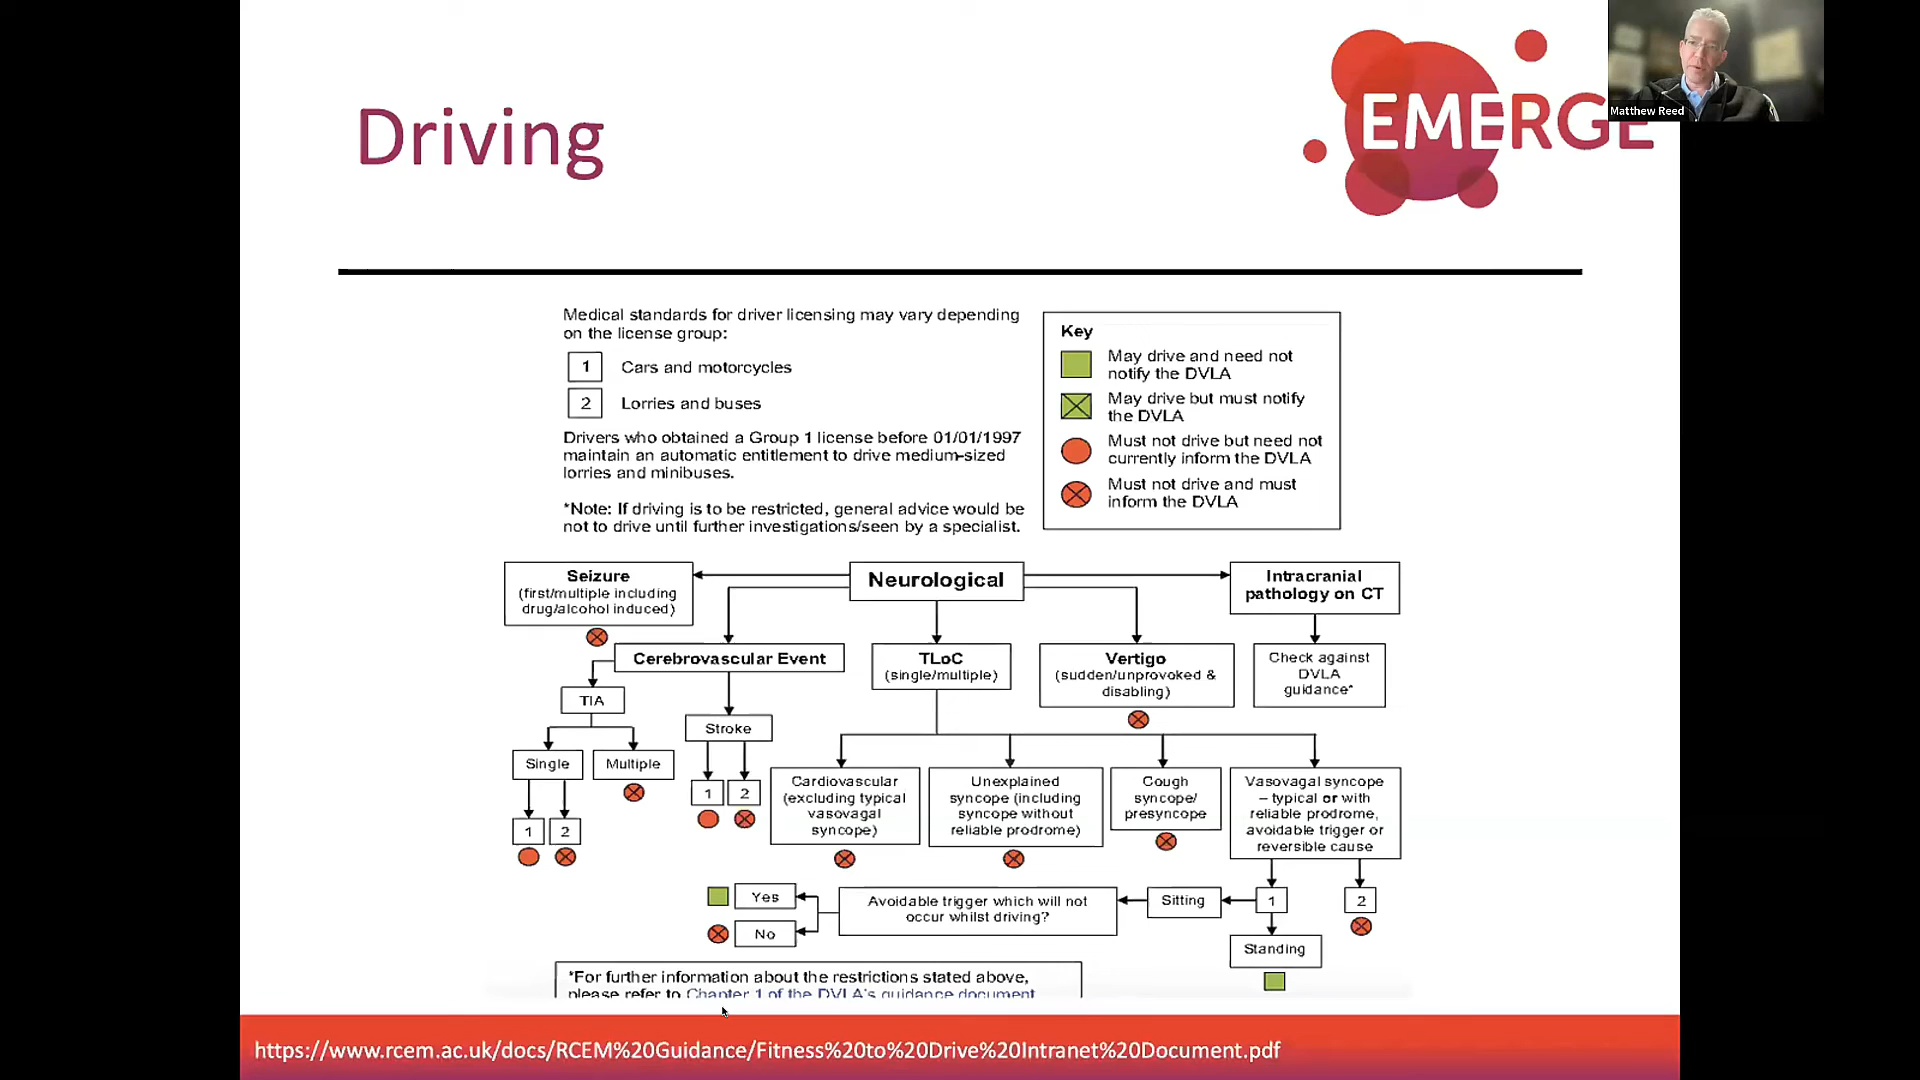 Driving
EMERGE
Matthew Reed
Medical standards for driver licensing may vary depending
on the license group:
1 Cars and motorcycles
2 Lorries and buses
Drivers who obtained a Group 1 license before 01/01/1997
maintain an automatic entitlement to drive medium-sized
lorries and minibuses.
*Note: If driving is to be restricted, general advice would be
not to drive until further investigations/seen by a specialist.
Key
May drive and need not
notify the DVLA
May drive but must notify
the DVLA
Must not drive but need not
currently inform the DVLA
Must not drive and must
inform the DVLA
Neurological
Seizure
(first/multiple including
drug/alcohol induced)
Intracranial
pathology on CT
Cerebrovascular Event
TLoC
(single/multiple)
Vertigo
(sudden/unprovoked &
disabling)
Check against
DVLA
guidance*
TIA
Stroke
Single
Multiple
1
2
1
2
Cardiovascular
(excluding typical
vasovagal
syncope)
Unexplained
syncope (including
syncope without
reliable prodrome)
Cough
syncope/
presyncope
Vasovagal syncope
– typical or with
reliable prodrome,
avoidable trigger or
reversible cause
Yes
No
Avoidable trigger which will not
occur whilst driving?
Sitting
1
2
Standing
*For further information about the restrictions stated above,
please refer to Chapter 1 of the DVLA's guidance document
https://www.rcem.ac.uk/docs/RCEM%20Guidance/Fitness%20to%20Drive%20Intranet%20Document.pdf